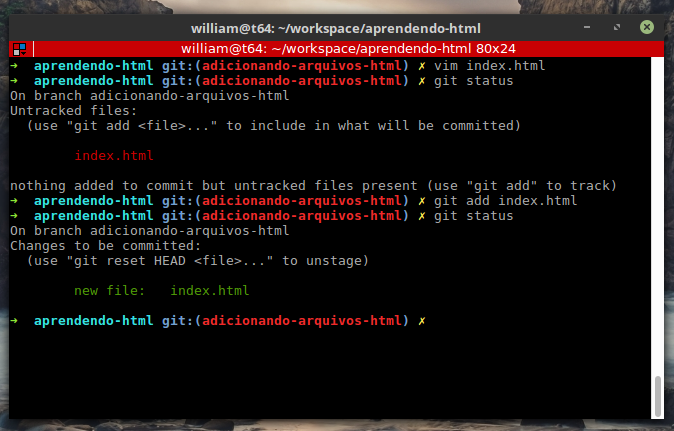 william@t64: ~/workspace/aprendendo-html
william@t64: ~/workspace/aprendendo-html 80x24
➜  aprendendo-html git:(adicionando-arquivos-html) ✗ vim index.html
➜  aprendendo-html git:(adicionando-arquivos-html) ✗ git status
On branch adicionando-arquivos-html
Untracked files:
  (use "git add <file>..." to include in what will be committed)
        index.html
nothing added to commit but untracked files present (use "git add" to track)
➜  aprendendo-html git:(adicionando-arquivos-html) ✗ git add index.html
➜  aprendendo-html git:(adicionando-arquivos-html) ✗ git status
On branch adicionando-arquivos-html
Changes to be committed:
  (use "git reset HEAD <file>..." to unstage)
        new file:   index.html
➜  aprendendo-html git:(adicionando-arquivos-html) ✗